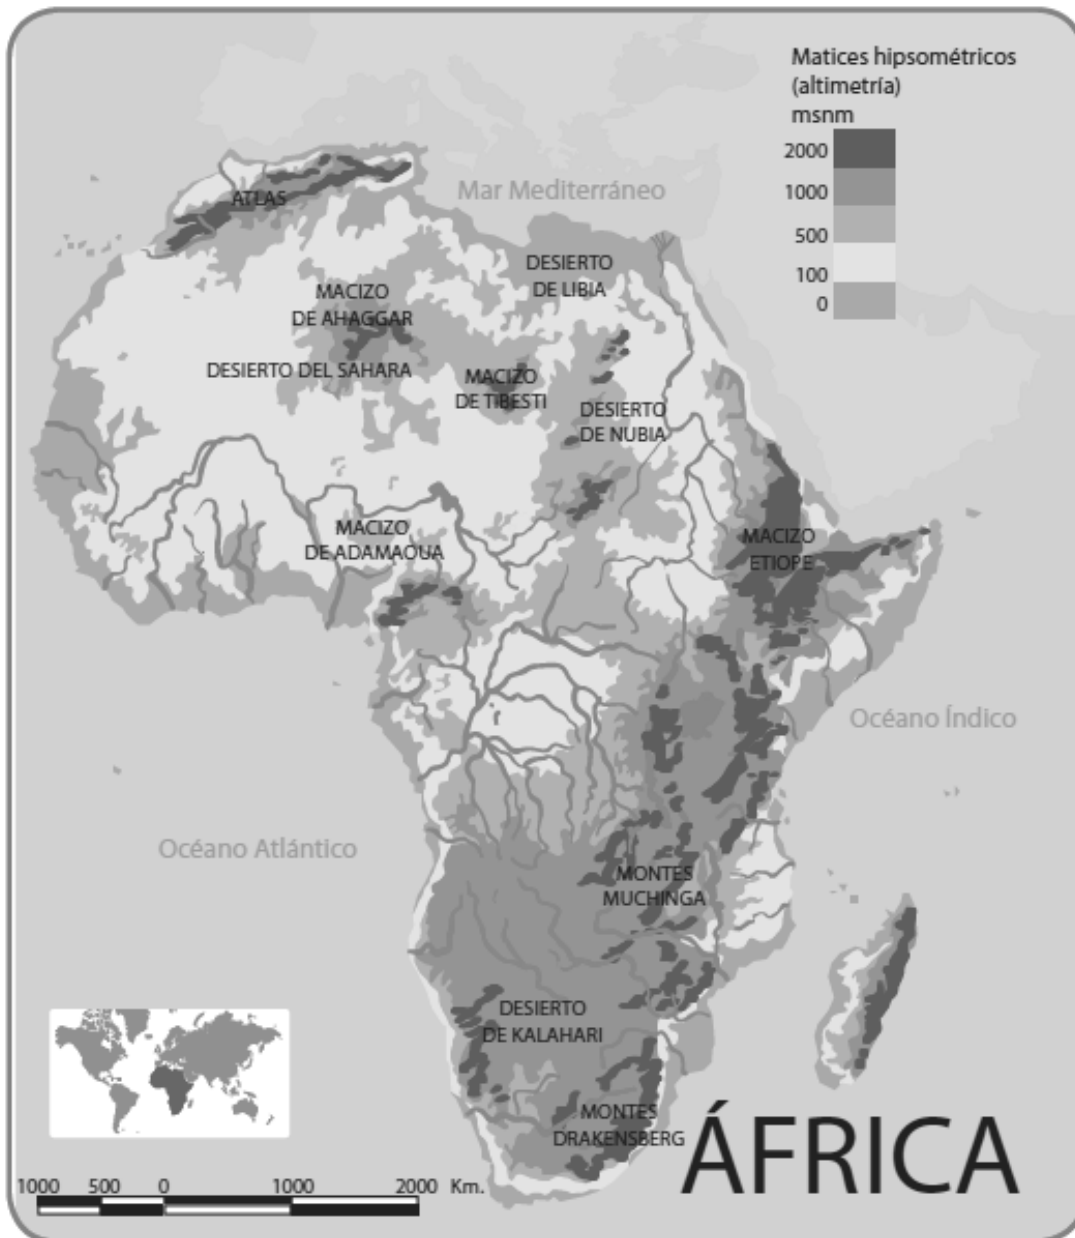 Matices hipsométricos
(altimetría)
msnm
2000
1000
500
100
0
Mar Mediterráneo
ATLAS
DESIERTO
DE LIBIA
MACIZO
DE AHAGGAR
DESIERTO DEL SAHARA
MACIZO
DE TIBESTI
DESIERTO
DE NUBIA
MACIZO
DE ADAMAOUA
MACIZO
ETIOPE
Océano Índico
Océano Atlántico
MONTES
MUCHINGA
DESIERTO
DE KALAHARI
MONTES
DRAKENSBERG
ÁFRICA
1000 500 0 1000 2000 Km.